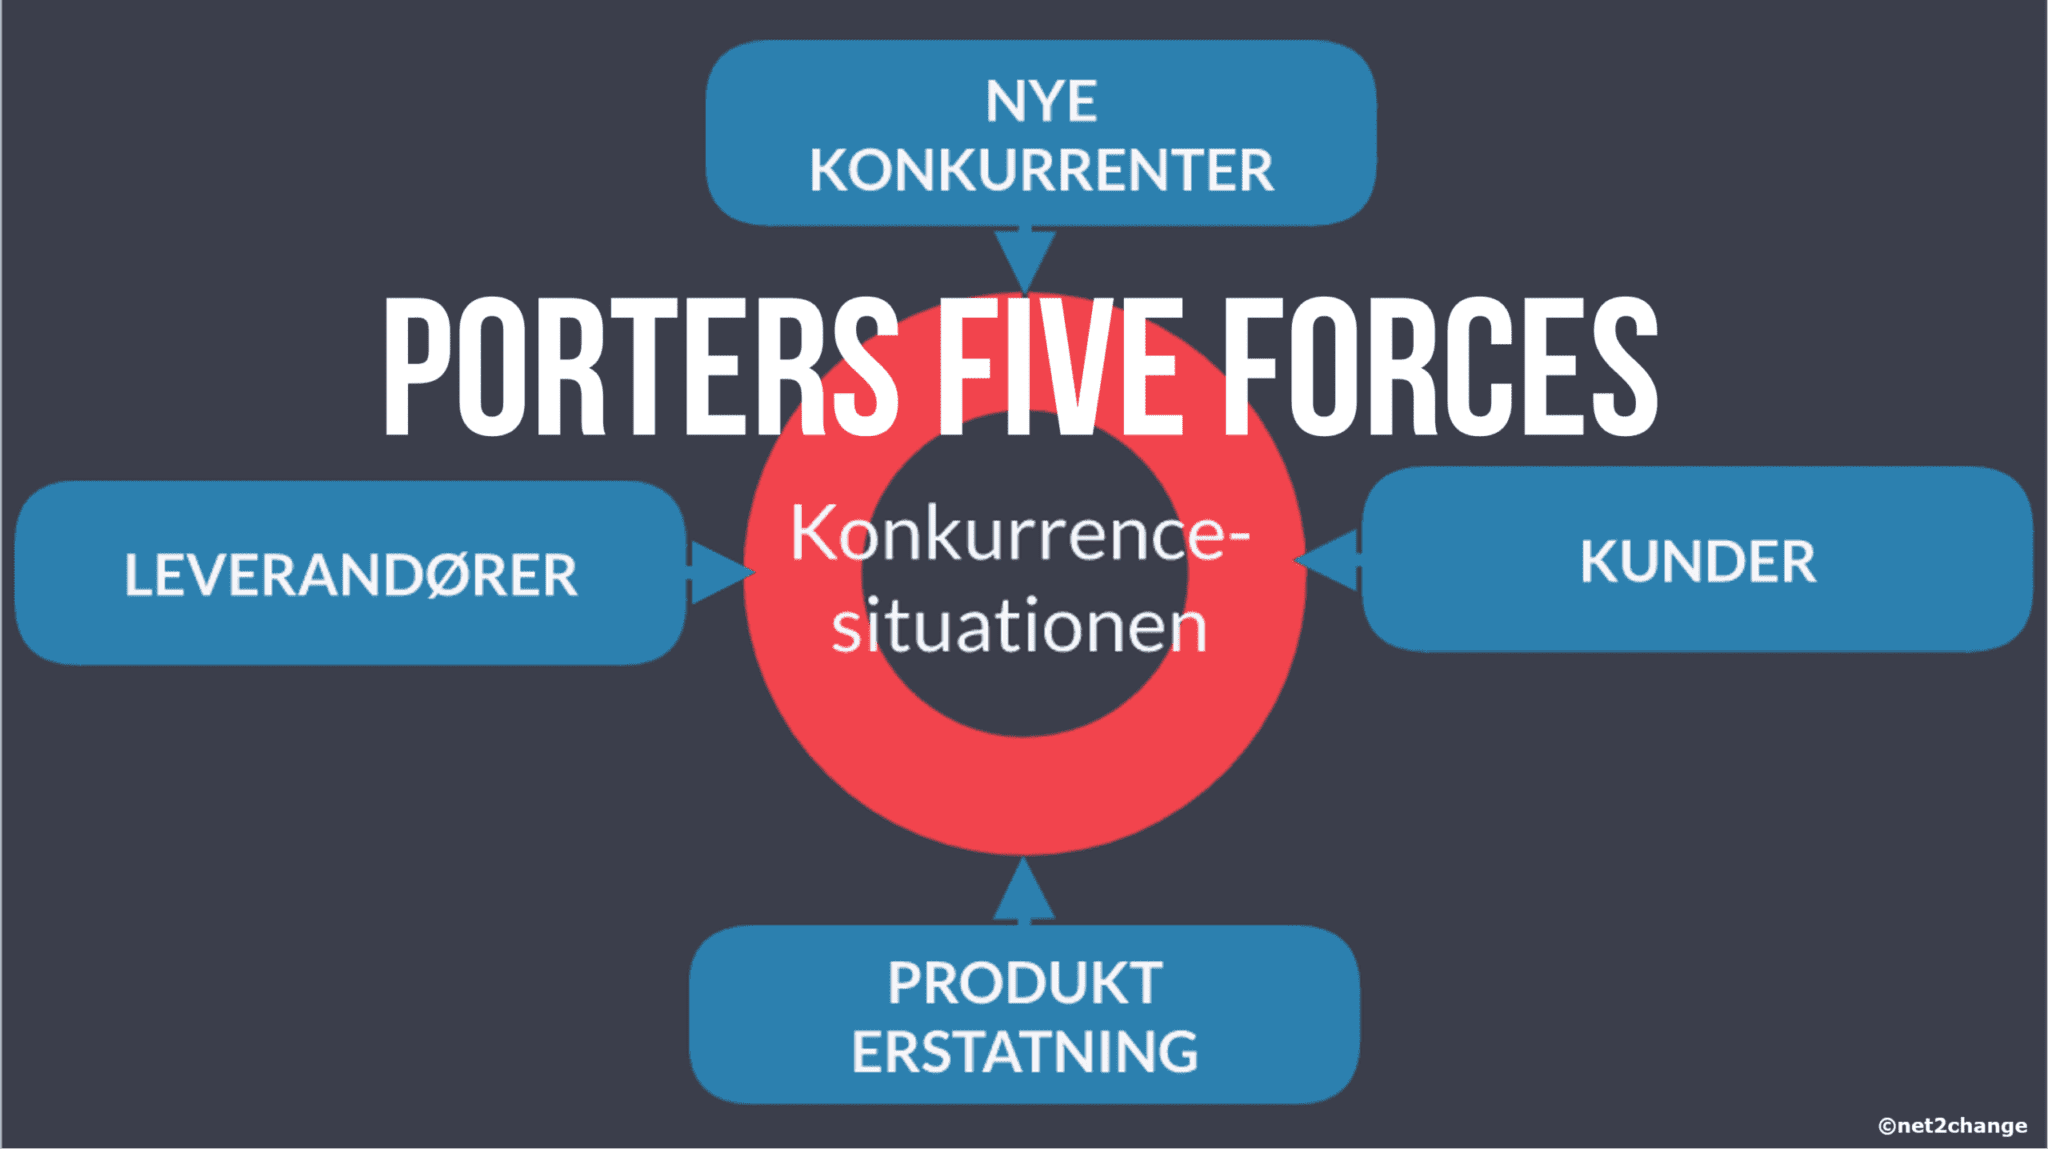 NYE
KONKURRENTER
PORTERS FIVE FORCES
LEVERANDØRER
Konkurrence-
situationen
KUNDER
PRODUKT
ERSTATNING
©net2change